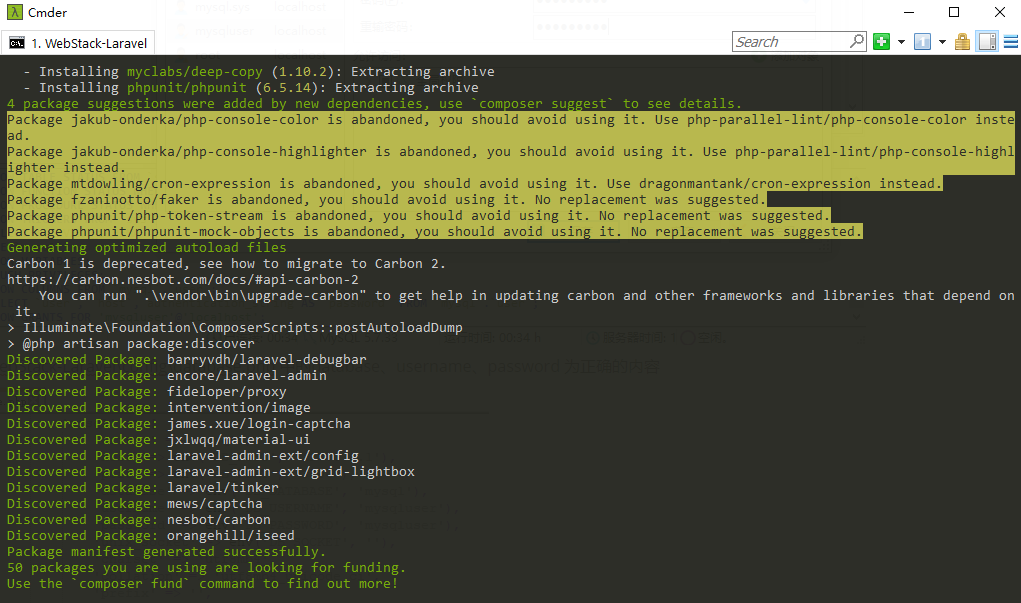 Cmder
1. WebStack-Laravel
Search
- Installing myclabs/deep-copy (1.10.2): Extracting archive
- Installing phpunit/phpunit (6.5.14): Extracting archive
4 package suggestions were added by new dependencies, use `composer suggest` to see details.
Package jakub-onderka/php-console-color is abandoned, you should avoid using it. Use php-parallel-lint/php-console-color inste
ad.
Package jakub-onderka/php-console-highlighter is abandoned, you should avoid using it. Use php-parallel-lint/php-console-highl
ighter instead.
Package mtdowling/cron-expression is abandoned, you should avoid using it. Use dragonmantank/cron-expression instead.
Package fzaninotto/faker is abandoned, you should avoid using it. No replacement was suggested.
Package phpunit/php-token-stream is abandoned, you should avoid using it. No replacement was suggested.
Package phpunit/phpunit-mock-objects is abandoned, you should avoid using it. No replacement was suggested.
Generating optimized autoload files
Carbon 1 is deprecated, see how to migrate to Carbon 2.
https://carbon.nesbot.com/docs/#api-carbon-2
You can run ".\vendor\bin\upgrade-carbon" to get help in updating carbon and other frameworks and libraries that depend on
it.
> Illuminate\Foundation\ComposerScripts::postAutoloadDump
> @php artisan package:discover
Discovered Package: barryvdh/laravel-debugbar
Discovered Package: encore/laravel-admin
Discovered Package: fideloper/proxy
Discovered Package: intervention/image
Discovered Package: james.xue/login-captcha
Discovered Package: jxlwqq/material-ui
Discovered Package: laravel-admin-ext/config
Discovered Package: laravel-admin-ext/grid-lightbox
Discovered Package: laravel/tinker
Discovered Package: mews/captcha
Discovered Package: nesbot/carbon
Discovered Package: orangehill/iseed
Package manifest generated successfully.
50 packages you are using are looking for funding.
Use the `composer fund` command to find out more!